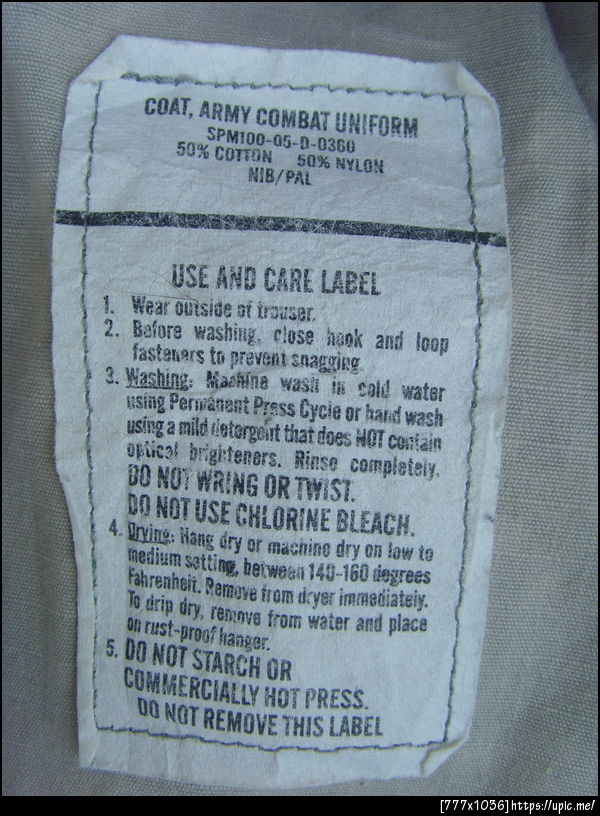 COAT, ARMY COMBAT UNIFORM
SPM100-05-D-0360
50% COTTON 50% NYLON
NIB/PAL
USE AND CARE LABEL
1. Wear outside of trouser.
2. Before washing, close hook and loop
fasteners to prevent snagging
3. Washing: Machine wash in cold water
using Permanent Press Cycle or hand wash
using a mild detergent that does NOT contain
optical brighteners. Rinse completely.
DO NOT WRING OR TWIST.
DO NOT USE CHLORINE BLEACH.
4. Drying: Hang dry or machine dry on low to
medium setting, between 140-160 degrees
Fahrenheit. Remove from dryer immediately.
To drip dry, remove from water and place
on rust-proof hanger.
5. DO NOT STARCH OR
COMMERCIALLY HOT PRESS.
DO NOT REMOVE THIS LABEL
[777x1036]https://upic.me/